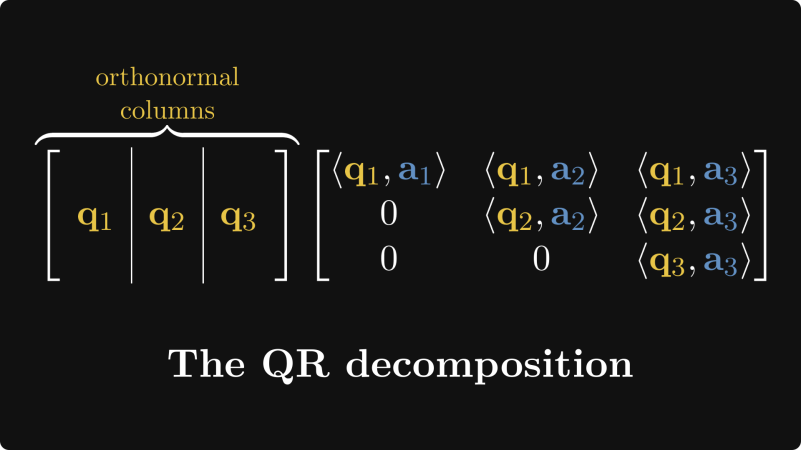 orthonormal
columns
[ q₁ | q₂ | q₃ ] [ ⟨q₁, a₁⟩ ⟨q₁, a₂⟩ ⟨q₁, a₃⟩
0 ⟨q₂, a₂⟩ ⟨q₂, a₃⟩
0 0 ⟨q₃, a₃⟩ ]
The QR decomposition